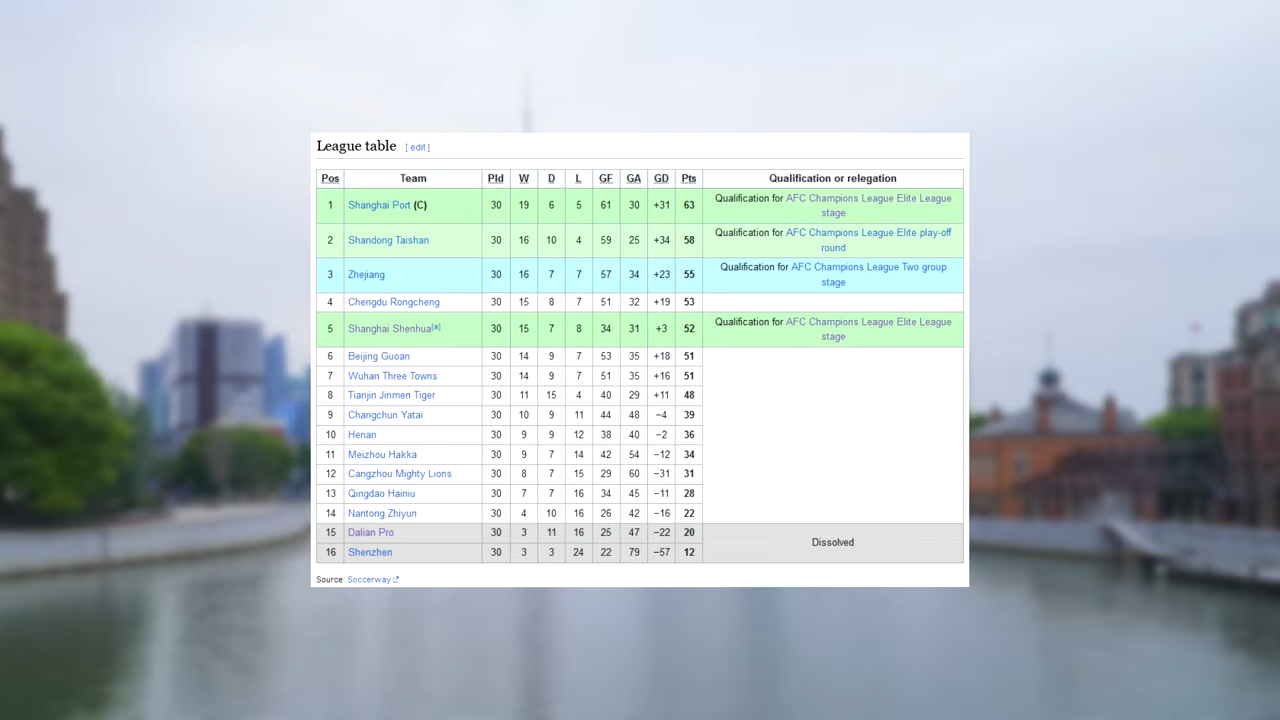 League table [ edit ]
Pos Team Pld W D L GF GA GD Pts Qualification or relegation
1 Shanghai Port (C) 30 19 6 5 61 30 +31 63 Qualification for AFC Champions League Elite League
stage
2 Shandong Taishan 30 16 10 4 59 25 +34 58 Qualification for AFC Champions League Elite play-off
round
3 Zhejiang 30 16 7 7 57 34 +23 55 Qualification for AFC Champions League Two group
stage
4 Chengdu Rongcheng 30 15 8 7 51 32 +19 53
5 Shanghai Shenhua[a] 30 15 7 8 34 31 +3 52 Qualification for AFC Champions League Elite League
stage
6 Beijing Guoan 30 14 9 7 53 35 +18 51
7 Wuhan Three Towns 30 14 9 7 51 35 +16 51
8 Tianjin Jinmen Tiger 30 11 15 4 40 29 +11 48
9 Changchun Yatai 30 10 9 11 44 48 −4 39
10 Henan 30 9 9 12 38 40 −2 36
11 Meizhou Hakka 30 9 7 14 42 54 −12 34
12 Cangzhou Mighty Lions 30 8 7 15 29 60 −31 31
13 Qingdao Hainiu 30 7 7 16 34 45 −11 28
14 Nantong Zhiyun 30 4 10 16 26 42 −16 22
15 Dalian Pro 30 3 11 16 25 47 −22 20 Dissolved
16 Shenzhen 30 3 3 24 22 79 −57 12
Source: Soccerway